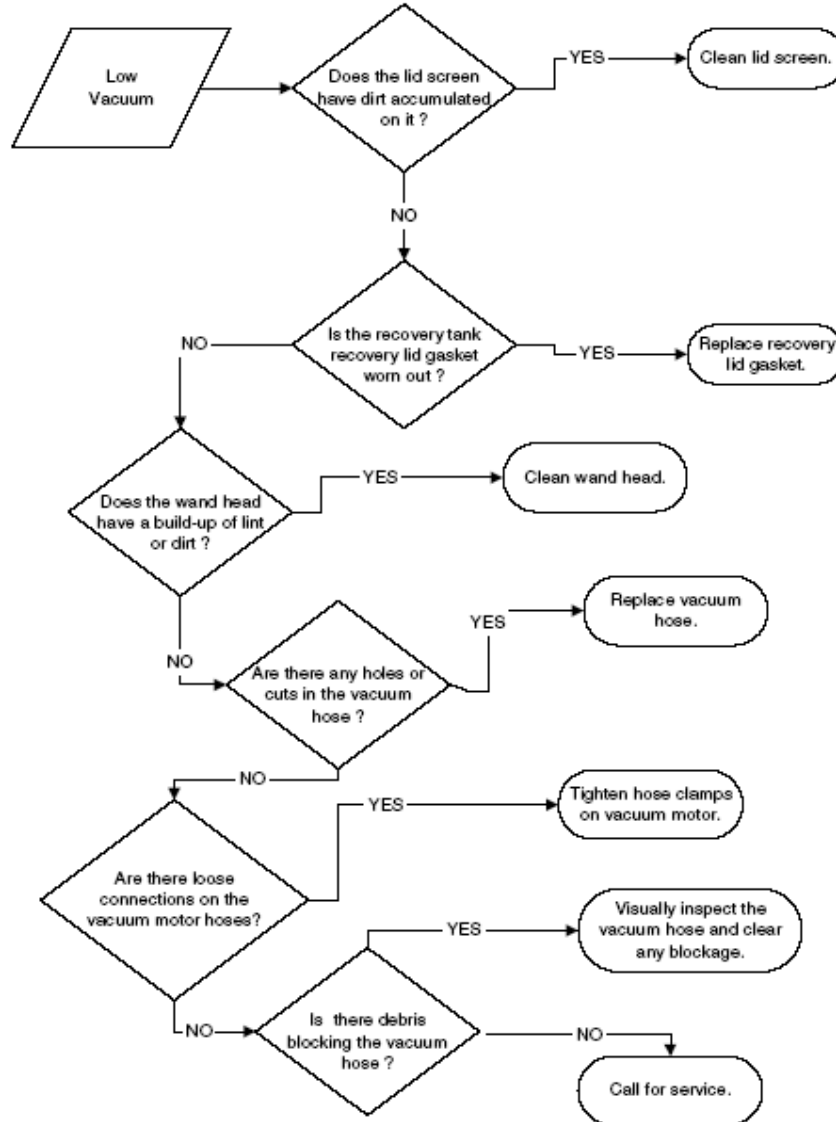 Low
Vacuum
Does the lid screen
have dirt accumulated
on it ?
YES
Clean lid screen.
NO
Is the recovery tank
recovery lid gasket
worn out ?
YES
Replace recovery
lid gasket.
NO
Does the wand head
have a build-up of lint
or dirt ?
YES
Clean wand head.
NO
Are there any holes or
cuts in the vacuum
hose ?
YES
Replace vacuum
hose.
NO
Are there loose
connections on the
vacuum motor hoses?
YES
Tighten hose clamps
on vacuum motor.
NO
Is there debris
blocking the vacuum
hose ?
YES
Visually inspect the
vacuum hose and clear
any blockage.
NO
Call for service.